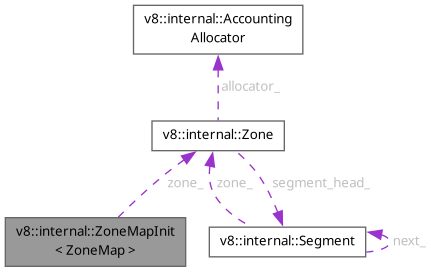 v8::internal::Accounting
Allocator
allocator_
v8::internal::Zone
zone_
zone_
segment_head_
v8::internal::ZoneMapInit
< ZoneMap >
v8::internal::Segment
next_